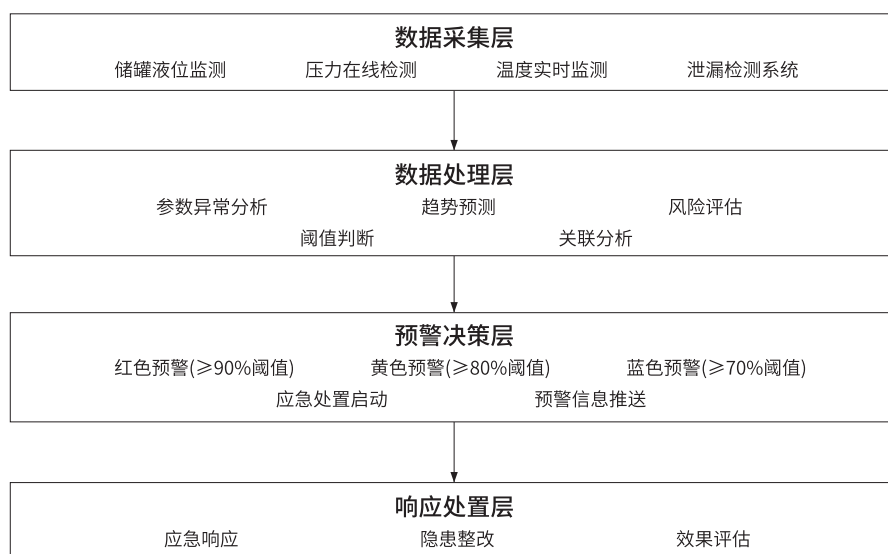 数据采集层
储罐液位监测 压力在线检测 温度实时监测 泄漏检测系统
数据处理层
参数异常分析 趋势预测 风险评估
阈值判断 关联分析
预警决策层
红色预警(≥90%阈值) 黄色预警(≥80%阈值) 蓝色预警(≥70%阈值)
应急处置启动 预警信息推送
响应处置层
应急响应 隐患整改 效果评估